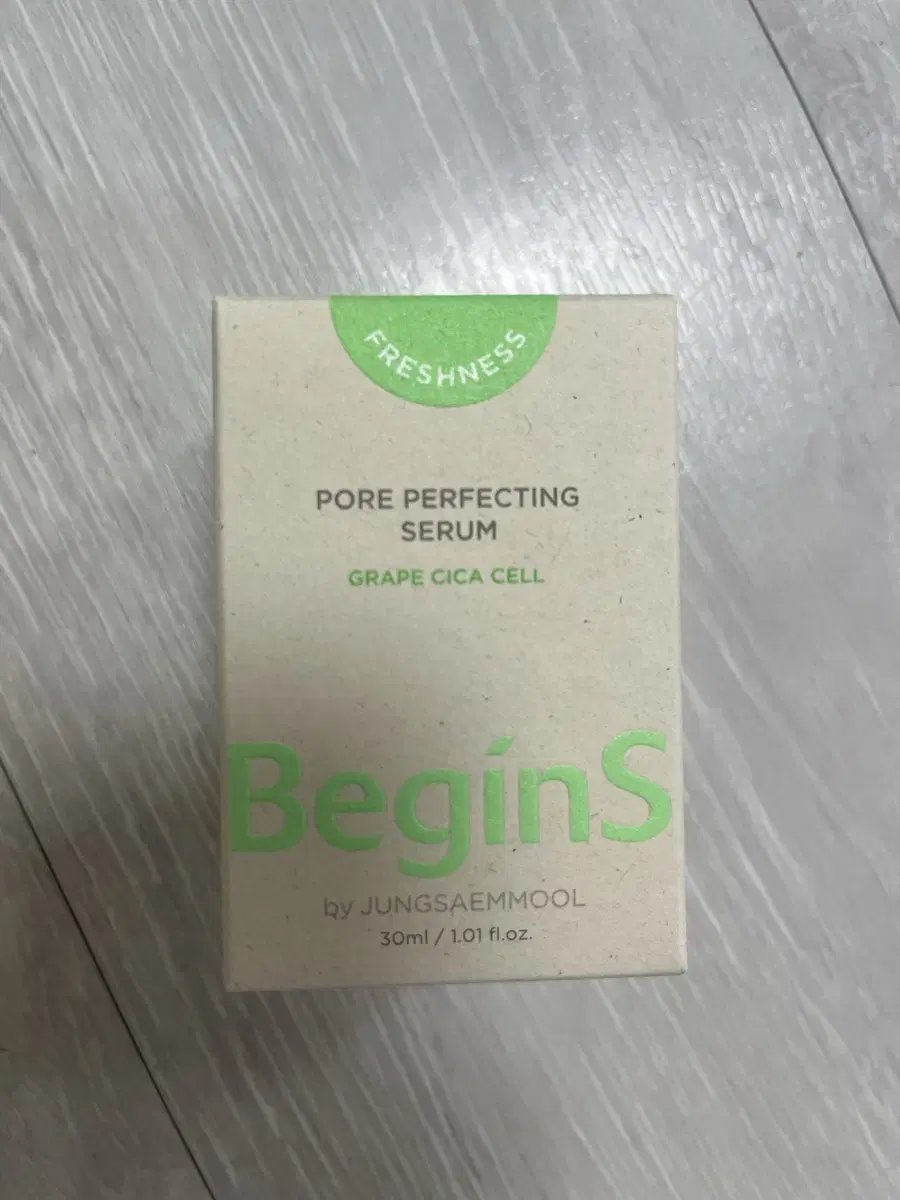 FRESHNESS
PORE PERFECTING
SERUM
GRAPE CICA CELL
BeginS
by JUNGSAEMMOOL
30ml / 1.01 fl.oz.